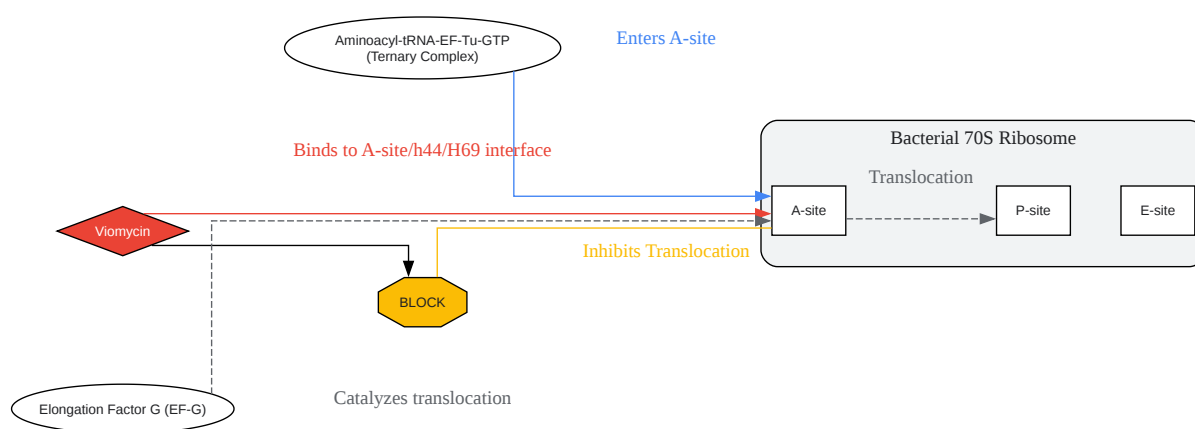 Aminoacyl-tRNA-EF-Tu-GTP
(Ternary Complex)
Enters A-site
Bacterial 70S Ribosome
Binds to A-site/h44/H69 interface
Translocation
A-site
P-site
E-site
Viomycin
Inhibits Translocation
BLOCK
Catalyzes translocation
Elongation Factor G (EF-G)